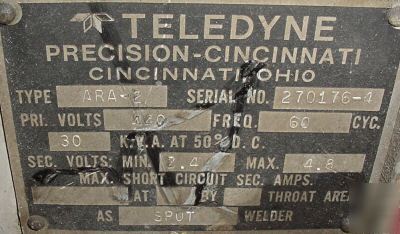 TELEDYNE
PRECISION-CINCINNATI
CINCINNATI, OHIO
TYPE ARA-2 SERIAL NO. 270176-4
PRI. VOLTS 440 FREQ. 60 CYC.
30 K.V.A. AT 50% D.C.
SEC. VOLTS: MIN. 2.4 MAX. 4.8
MAX. SHORT CIRCUIT SEC. AMPS.
AT BY THROAT AREA
AS SPOT WELDER